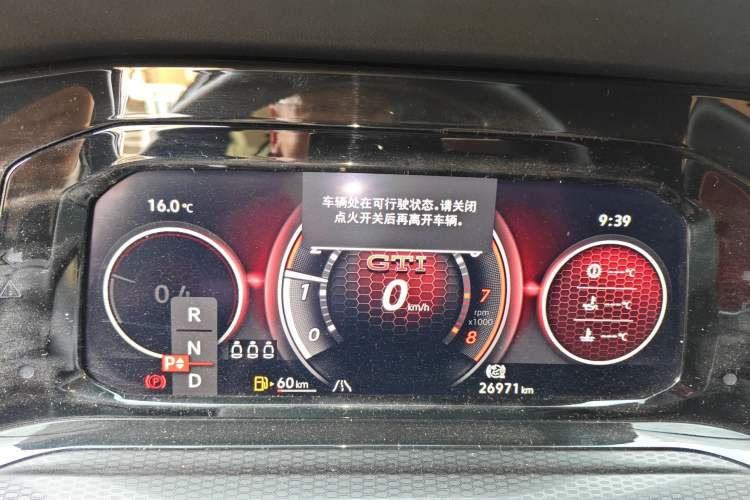 车辆处在可行驶状态。请关闭
点火开关后再离开车辆。
16.0℃
9:39
GTI
0 km/h
0
1
7
8
rpm
x1000
0.4
--- ℃
--- ℃
--- ℃
R
N
P
D
P
60 km
26971 km